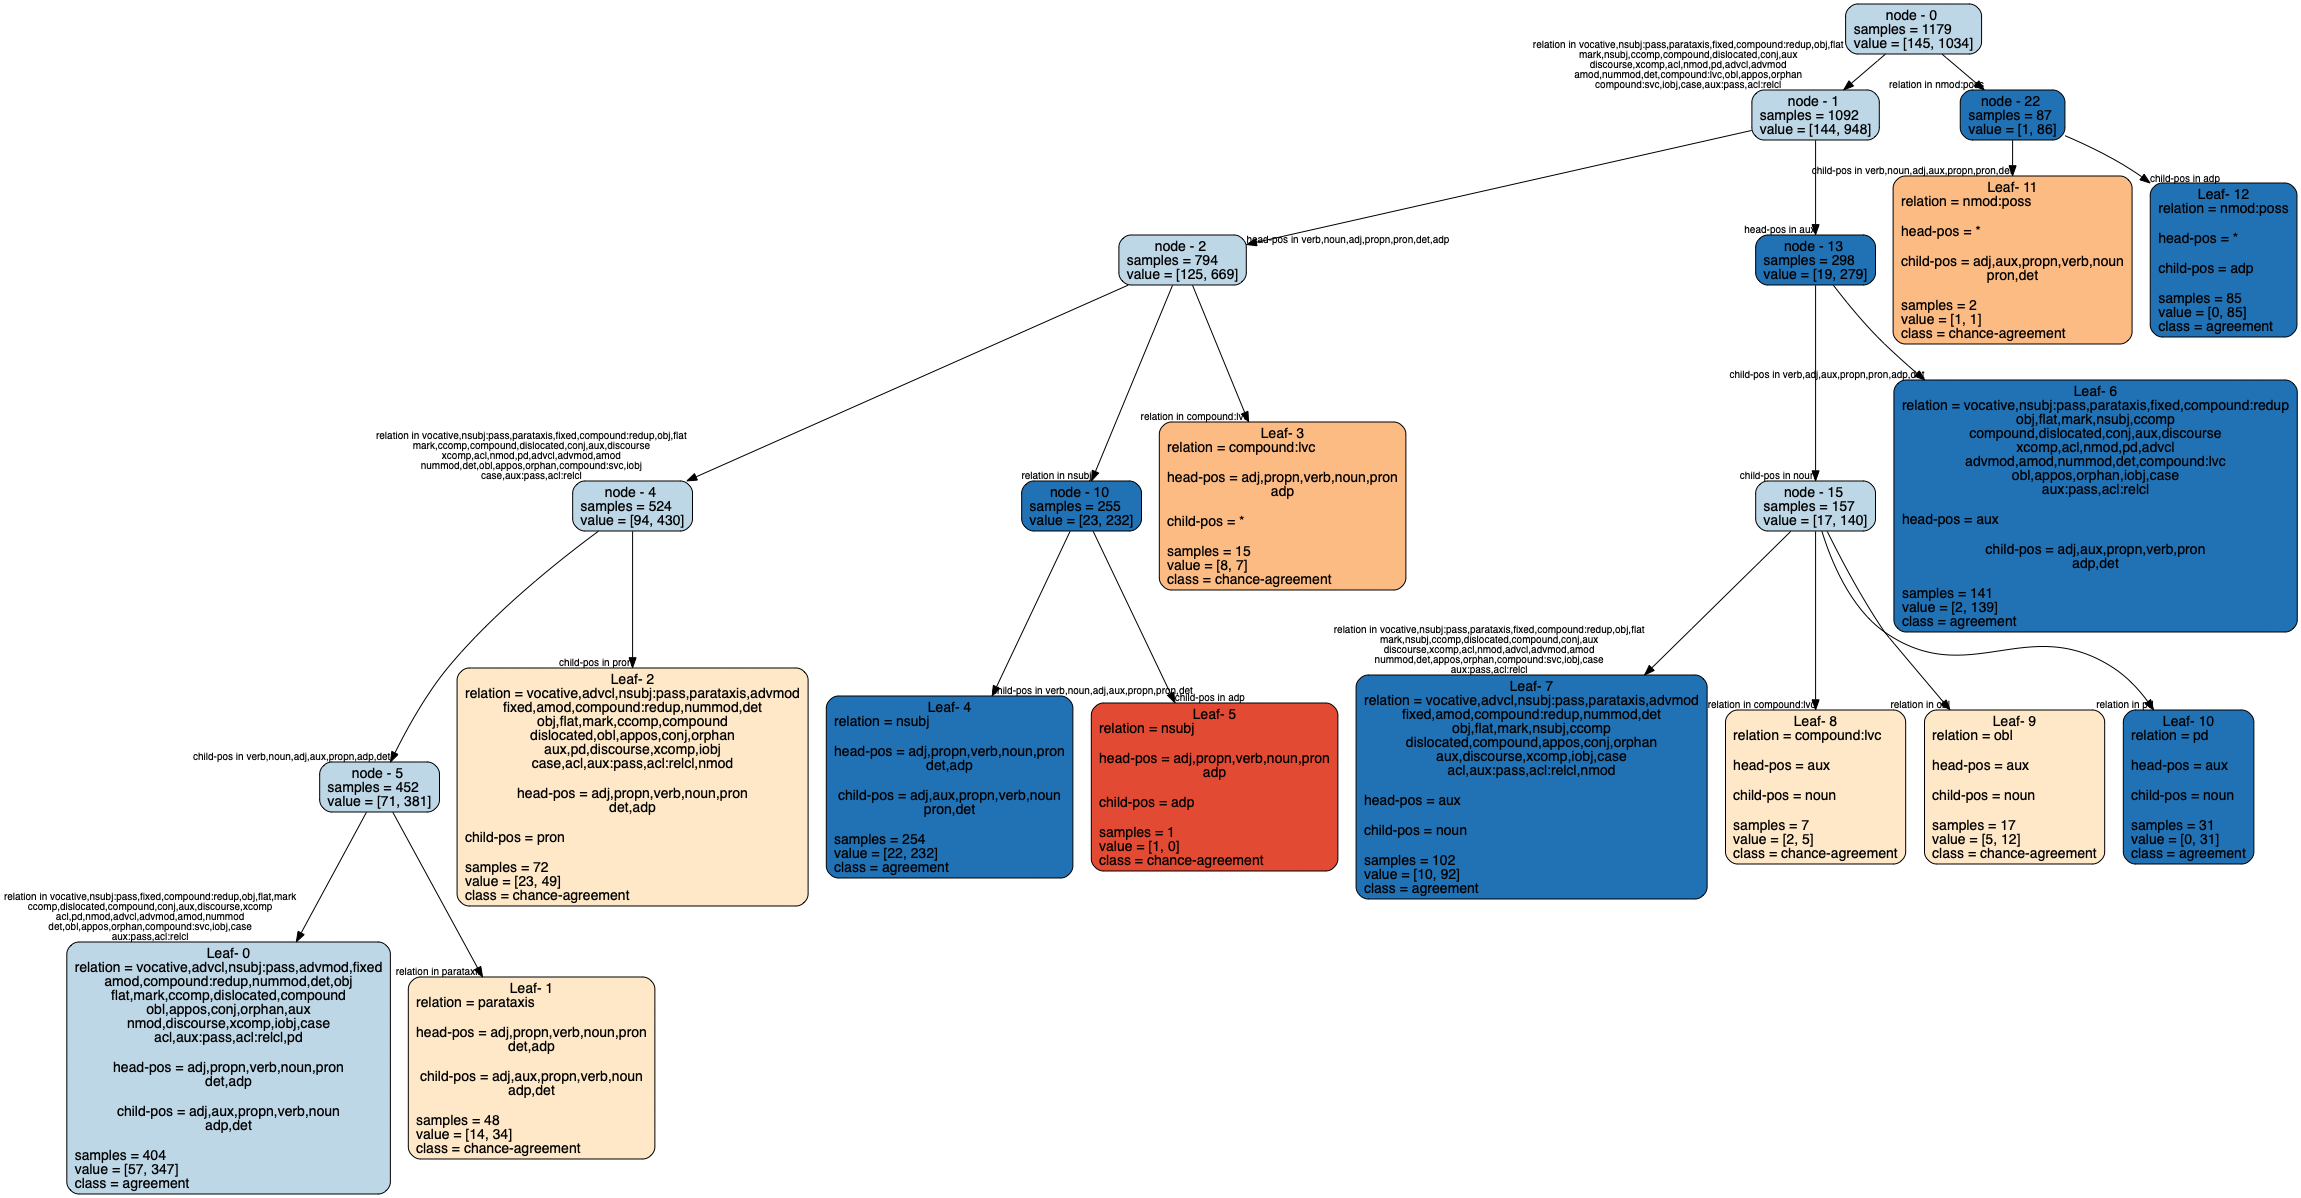 node - 0
samples = 1179
value = [145, 1034]
relation in vocative,nsubj:pass,parataxis,fixed,compound:redup,obj,flat
mark,nsubj,ccomp,compound,dislocated,conj,aux
discourse,xcomp,acl,nmod,pd,advcl,advmod
amod,nummod,det,compound:lvc,obl,appos,orphan
compound:svc,iobj,case,aux:pass,acl:relcl
relation in nmod:poss
node - 1
samples = 1092
value = [144, 948]
node - 22
samples = 87
value = [1, 86]
child-pos in verb,noun,adj,aux,propn,pron,det
Leaf- 11
relation = nmod:poss
head-pos = *
child-pos = adj,aux,propn,verb,noun
pron,det
samples = 2
value = [1, 1]
class = chance-agreement
child-pos in adp
Leaf- 12
relation = nmod:poss
head-pos = *
child-pos = adp
samples = 85
value = [0, 85]
class = agreement
head-pos in verb,noun,adj,propn,pron,det,adp
node - 2
samples = 794
value = [125, 669]
head-pos in aux
node - 13
samples = 298
value = [19, 279]
child-pos in verb,adj,aux,propn,pron,adp,det
Leaf- 6
relation = vocative,nsubj:pass,parataxis,fixed,compound:redup
obj,flat,mark,nsubj,ccomp
compound,dislocated,conj,aux,discourse
xcomp,acl,nmod,pd,advcl
advmod,amod,nummod,det,compound:lvc
obl,appos,orphan,iobj,case
aux:pass,acl:relcl
head-pos = aux
child-pos = adj,aux,propn,verb,pron
adp,det
samples = 141
value = [2, 139]
class = agreement
relation in vocative,nsubj:pass,parataxis,fixed,compound:redup,obj,flat
mark,ccomp,compound,dislocated,conj,aux,discourse
xcomp,acl,nmod,pd,advcl,advmod,amod
nummod,det,obl,appos,orphan,compound:svc,iobj
case,aux:pass,acl:relcl
node - 4
samples = 524
value = [94, 430]
relation in nsubj
node - 10
samples = 255
value = [23, 232]
relation in compound:lvc
Leaf- 3
relation = compound:lvc
head-pos = adj,propn,verb,noun,pron
adp
child-pos = *
samples = 15
value = [8, 7]
class = chance-agreement
child-pos in noun
node - 15
samples = 157
value = [17, 140]
child-pos in pron
Leaf- 2
relation = vocative,advcl,nsubj:pass,parataxis,advmod
fixed,amod,compound:redup,nummod,det
obj,flat,mark,ccomp,compound
dislocated,obl,appos,conj,orphan
aux,pd,discourse,xcomp,iobj
case,acl,aux:pass,acl:relcl,nmod
head-pos = adj,propn,verb,noun,pron
det,adp
child-pos = pron
samples = 72
value = [23, 49]
class = chance-agreement
child-pos in verb,noun,adj,aux,propn,pron,det
Leaf- 4
relation = nsubj
head-pos = adj,propn,verb,noun,pron
det,adp
child-pos = adj,aux,propn,verb,noun
pron,det
samples = 254
value = [22, 232]
class = agreement
child-pos in adp
Leaf- 5
relation = nsubj
head-pos = adj,propn,verb,noun,pron
adp
child-pos = adp
samples = 1
value = [1, 0]
class = chance-agreement
relation in vocative,nsubj:pass,parataxis,fixed,compound:redup,obj,flat
mark,nsubj,ccomp,dislocated,compound,conj,aux
discourse,xcomp,acl,nmod,advcl,advmod,amod
nummod,det,appos,orphan,compound:svc,iobj,case
aux:pass,acl:relcl
Leaf- 7
relation = vocative,advcl,nsubj:pass,parataxis,advmod
fixed,amod,compound:redup,nummod,det
obj,flat,mark,nsubj,ccomp
dislocated,compound,appos,conj,orphan
aux,discourse,xcomp,iobj,case
acl,aux:pass,acl:relcl,nmod
head-pos = aux
child-pos = noun
samples = 102
value = [10, 92]
class = agreement
relation in compound:lvc
Leaf- 8
relation = compound:lvc
head-pos = aux
child-pos = noun
samples = 7
value = [2, 5]
class = chance-agreement
relation in obl
Leaf- 9
relation = obl
head-pos = aux
child-pos = noun
samples = 17
value = [5, 12]
class = chance-agreement
relation in pd
Leaf- 10
relation = pd
head-pos = aux
child-pos = noun
samples = 31
value = [0, 31]
class = agreement
child-pos in verb,noun,adj,aux,propn,adp,det
node - 5
samples = 452
value = [71, 381]
relation in vocative,nsubj:pass,fixed,compound:redup,obj,flat,mark
ccomp,dislocated,compound,conj,aux,discourse,xcomp
acl,pd,nmod,advcl,advmod,amod,nummod
det,obl,appos,orphan,compound:svc,iobj,case
aux:pass,acl:relcl
Leaf- 0
relation = vocative,advcl,nsubj:pass,advmod,fixed
amod,compound:redup,nummod,det,obj
flat,mark,ccomp,dislocated,compound
obl,appos,conj,orphan,aux
nmod,discourse,xcomp,iobj,case
acl,aux:pass,acl:relcl,pd
head-pos = adj,propn,verb,noun,pron
det,adp
child-pos = adj,aux,propn,verb,noun
adp,det
samples = 404
value = [57, 347]
class = agreement
relation in parataxis
Leaf- 1
relation = parataxis
head-pos = adj,propn,verb,noun,pron
det,adp
child-pos = adj,aux,propn,verb,noun
adp,det
samples = 48
value = [14, 34]
class = chance-agreement